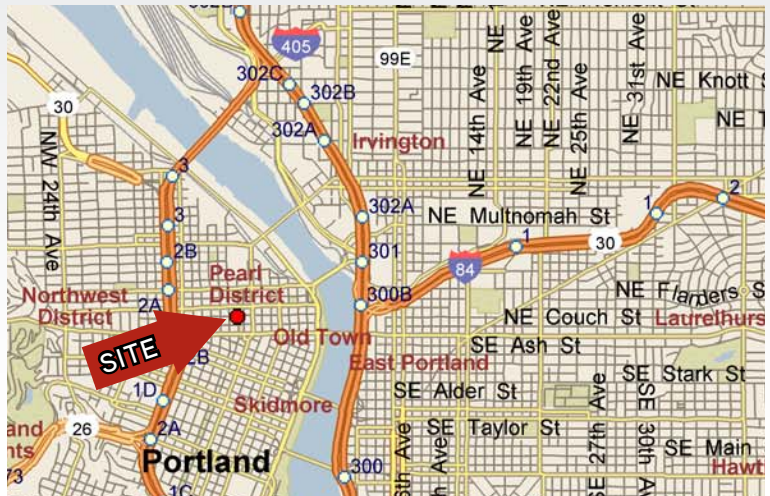 405
302C
302B
302A
99E
30
NW 24th Ave
3
3
2B
2A
Irvington
NE 14th Ave
NE
NE 19th Ave
NE 22nd Ave
NE 25th Ave
NE 31st Ave
NE Knott
302A
NE Multnomah St
1
1
2
30
301
84
300B
Pearl
District
Northwest
District
SITE
Old Town
East Portland
NE Couch St
NE Flanders
SE Ash St
SE Stark St
SE Alder St
SE Taylor St
SE 27th Ave
SE 30th
SE Main
Skidmore
1D
2A
26
Portland
300
1C